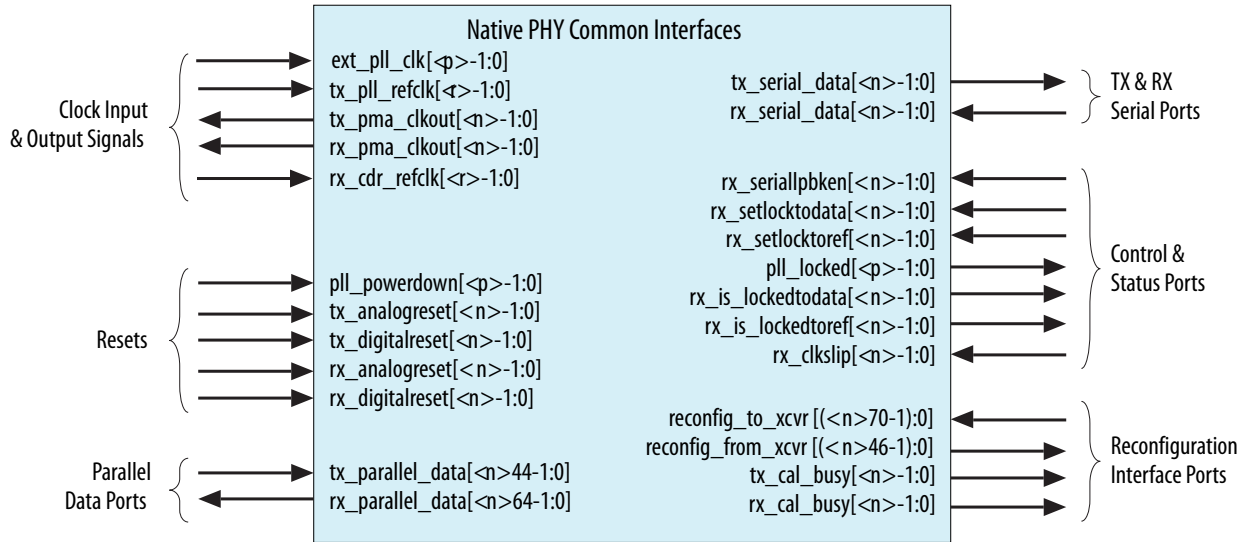 Native PHY Common Interfaces
Clock Input
& Output Signals
ext_pll_clk[<p>-1:0]
tx_pll_refclk[<r>-1:0]
tx_pma_clkout[<n>-1:0]
rx_pma_clkout[<n>-1:0]
rx_cdr_refclk[<r>-1:0]
Resets
pll_powerdown[<p>-1:0]
tx_analogreset[<n>-1:0]
tx_digitalreset[<n>-1:0]
rx_analogreset[<n>-1:0]
rx_digitalreset[<n>-1:0]
Parallel
Data Ports
tx_parallel_data[<n>44-1:0]
rx_parallel_data[<n>64-1:0]
tx_serial_data[<n>-1:0]
rx_serial_data[<n>-1:0]
TX & RX
Serial Ports
rx_seriallpbken[<n>-1:0]
rx_setlocktodata[<n>-1:0]
rx_setlocktoref[<n>-1:0]
pll_locked[<p>-1:0]
rx_is_lockedtodata[<n>-1:0]
rx_is_lockedtoref[<n>-1:0]
rx_clkslip[<n>-1:0]
Control &
Status Ports
reconfig_to_xcvr [(<n>70-1):0]
reconfig_from_xcvr [(<n>46-1):0]
tx_cal_busy[<n>-1:0]
rx_cal_busy[<n>-1:0]
Reconfiguration
Interface Ports